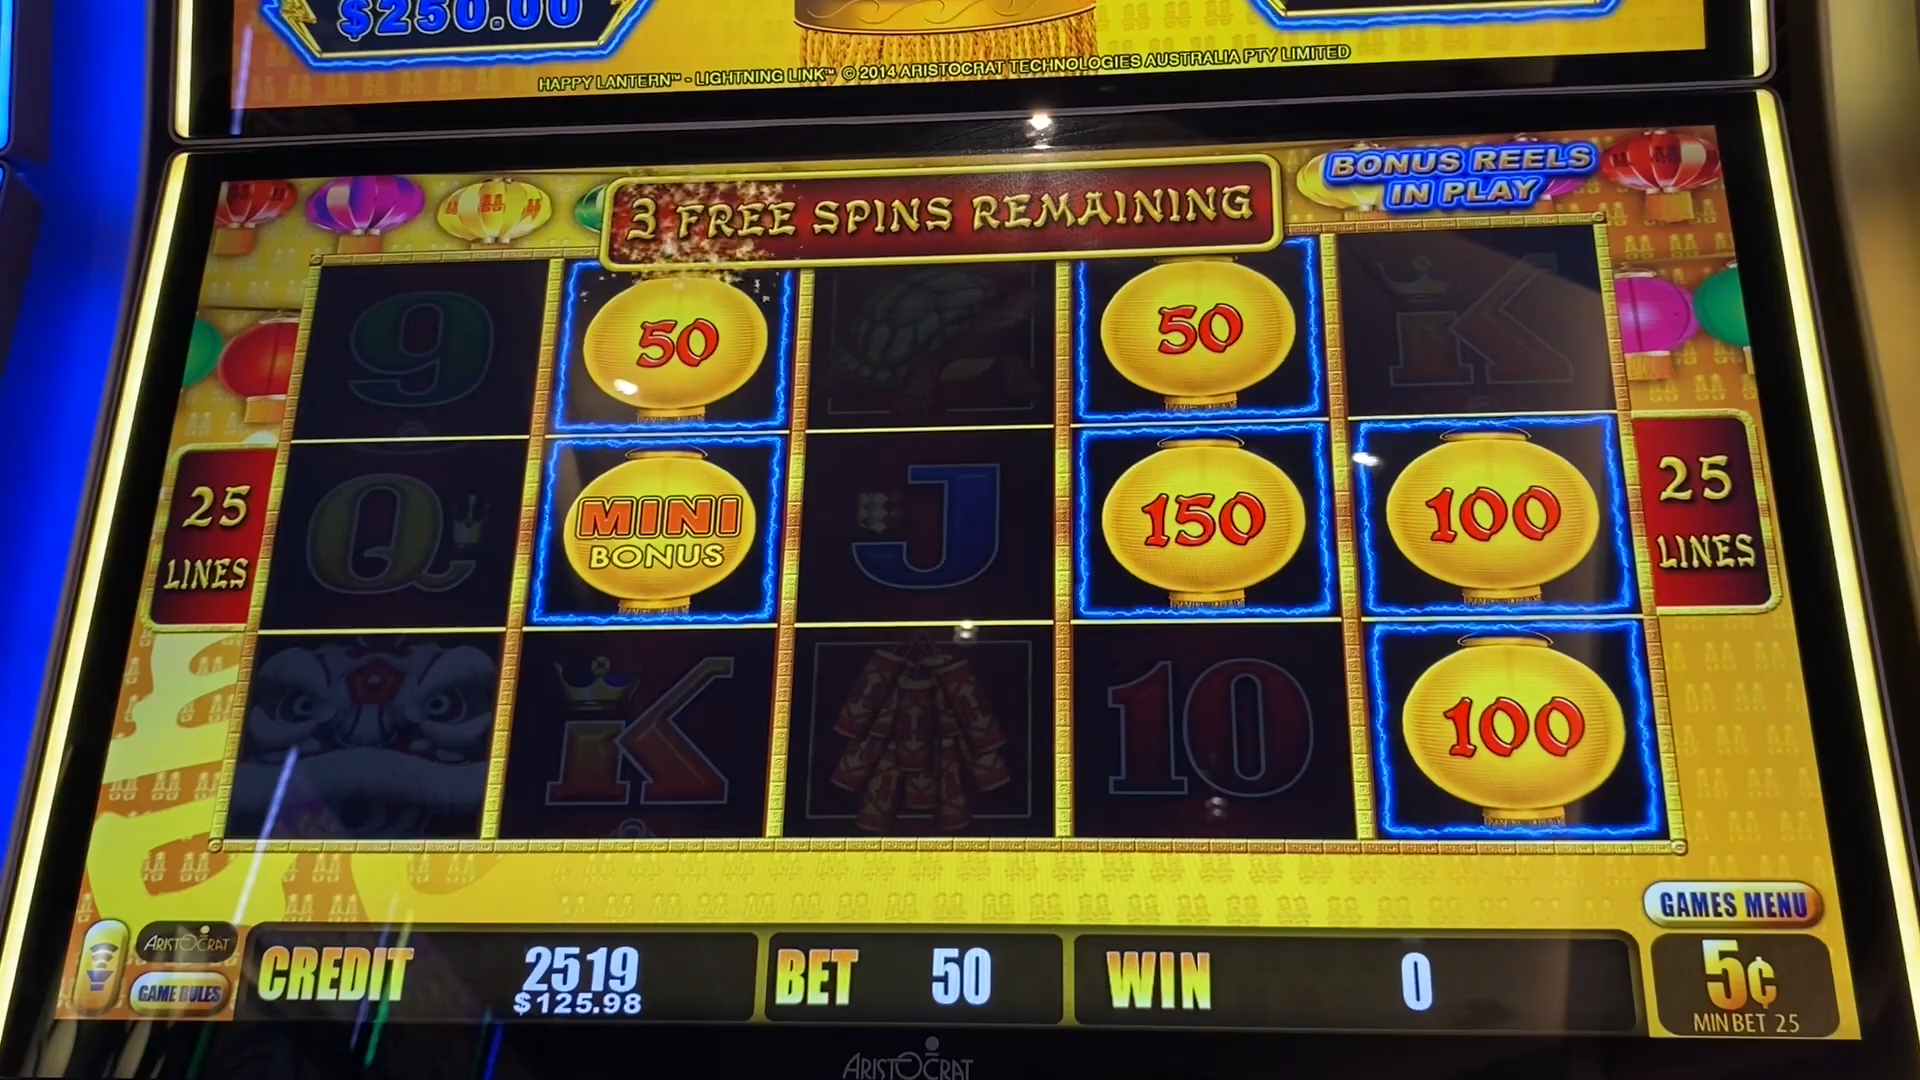 $250.00
HAPPY LANTERN™ - LIGHTNING LINK™ © 2014 ARISTOCRAT TECHNOLOGIES AUSTRALIA PTY LIMITED
3 FREE SPINS REMAINING
BONUS REELS
IN PLAY
9
50
50
K
25
LINES
Q
MINI
BONUS
J
150
100
25
LINES
K
10
100
GAMES MENU
ARISTOCRAT
GAME RULES
CREDIT
2519
$125.98
BET
50
WIN
0
5¢
MIN BET 25
ARISTOCRAT